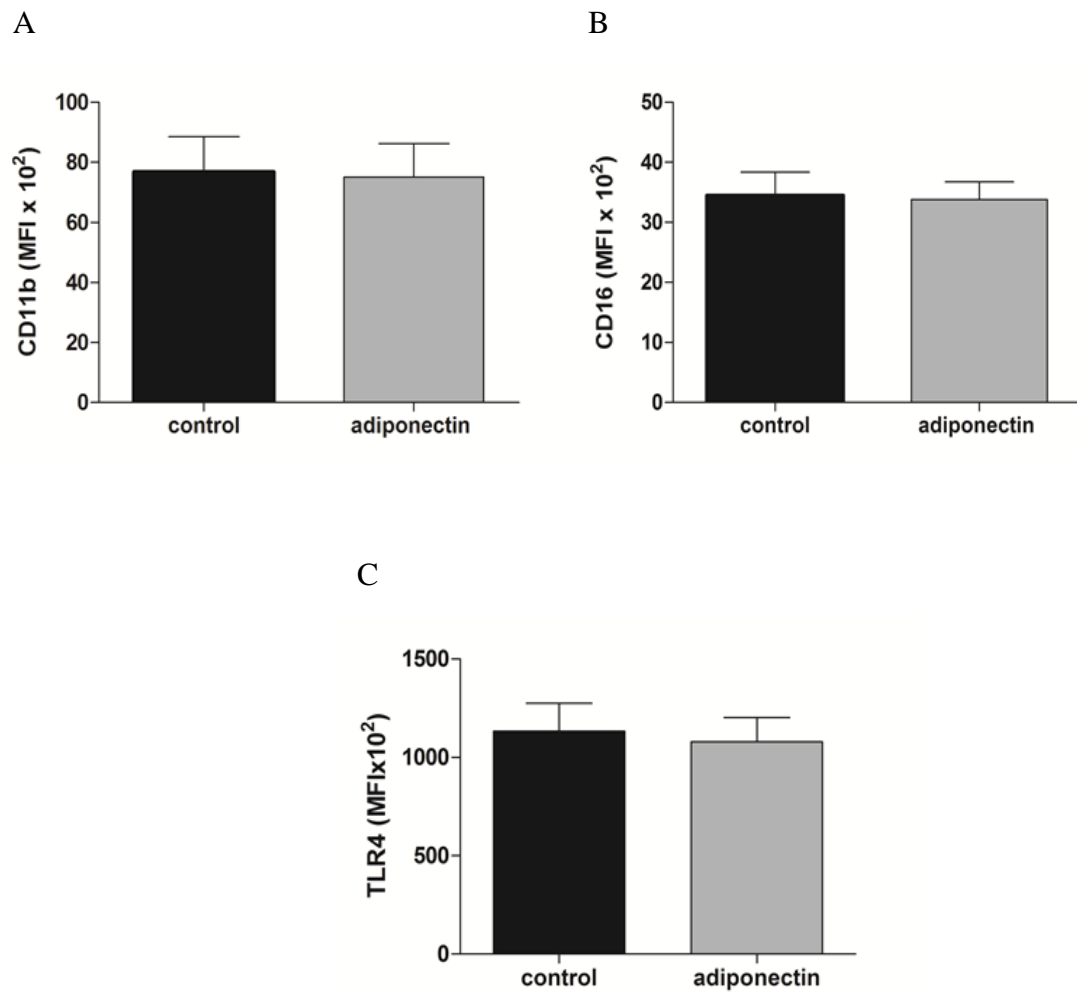 A
CD11b (MFI x 10²)
100
80
60
40
20
0
control adiponectin
B
CD16 (MFI x 10²)
50
40
30
20
10
0
control adiponectin
C
TLR4 (MFIx10²)
1500
1000
500
0
control adiponectin